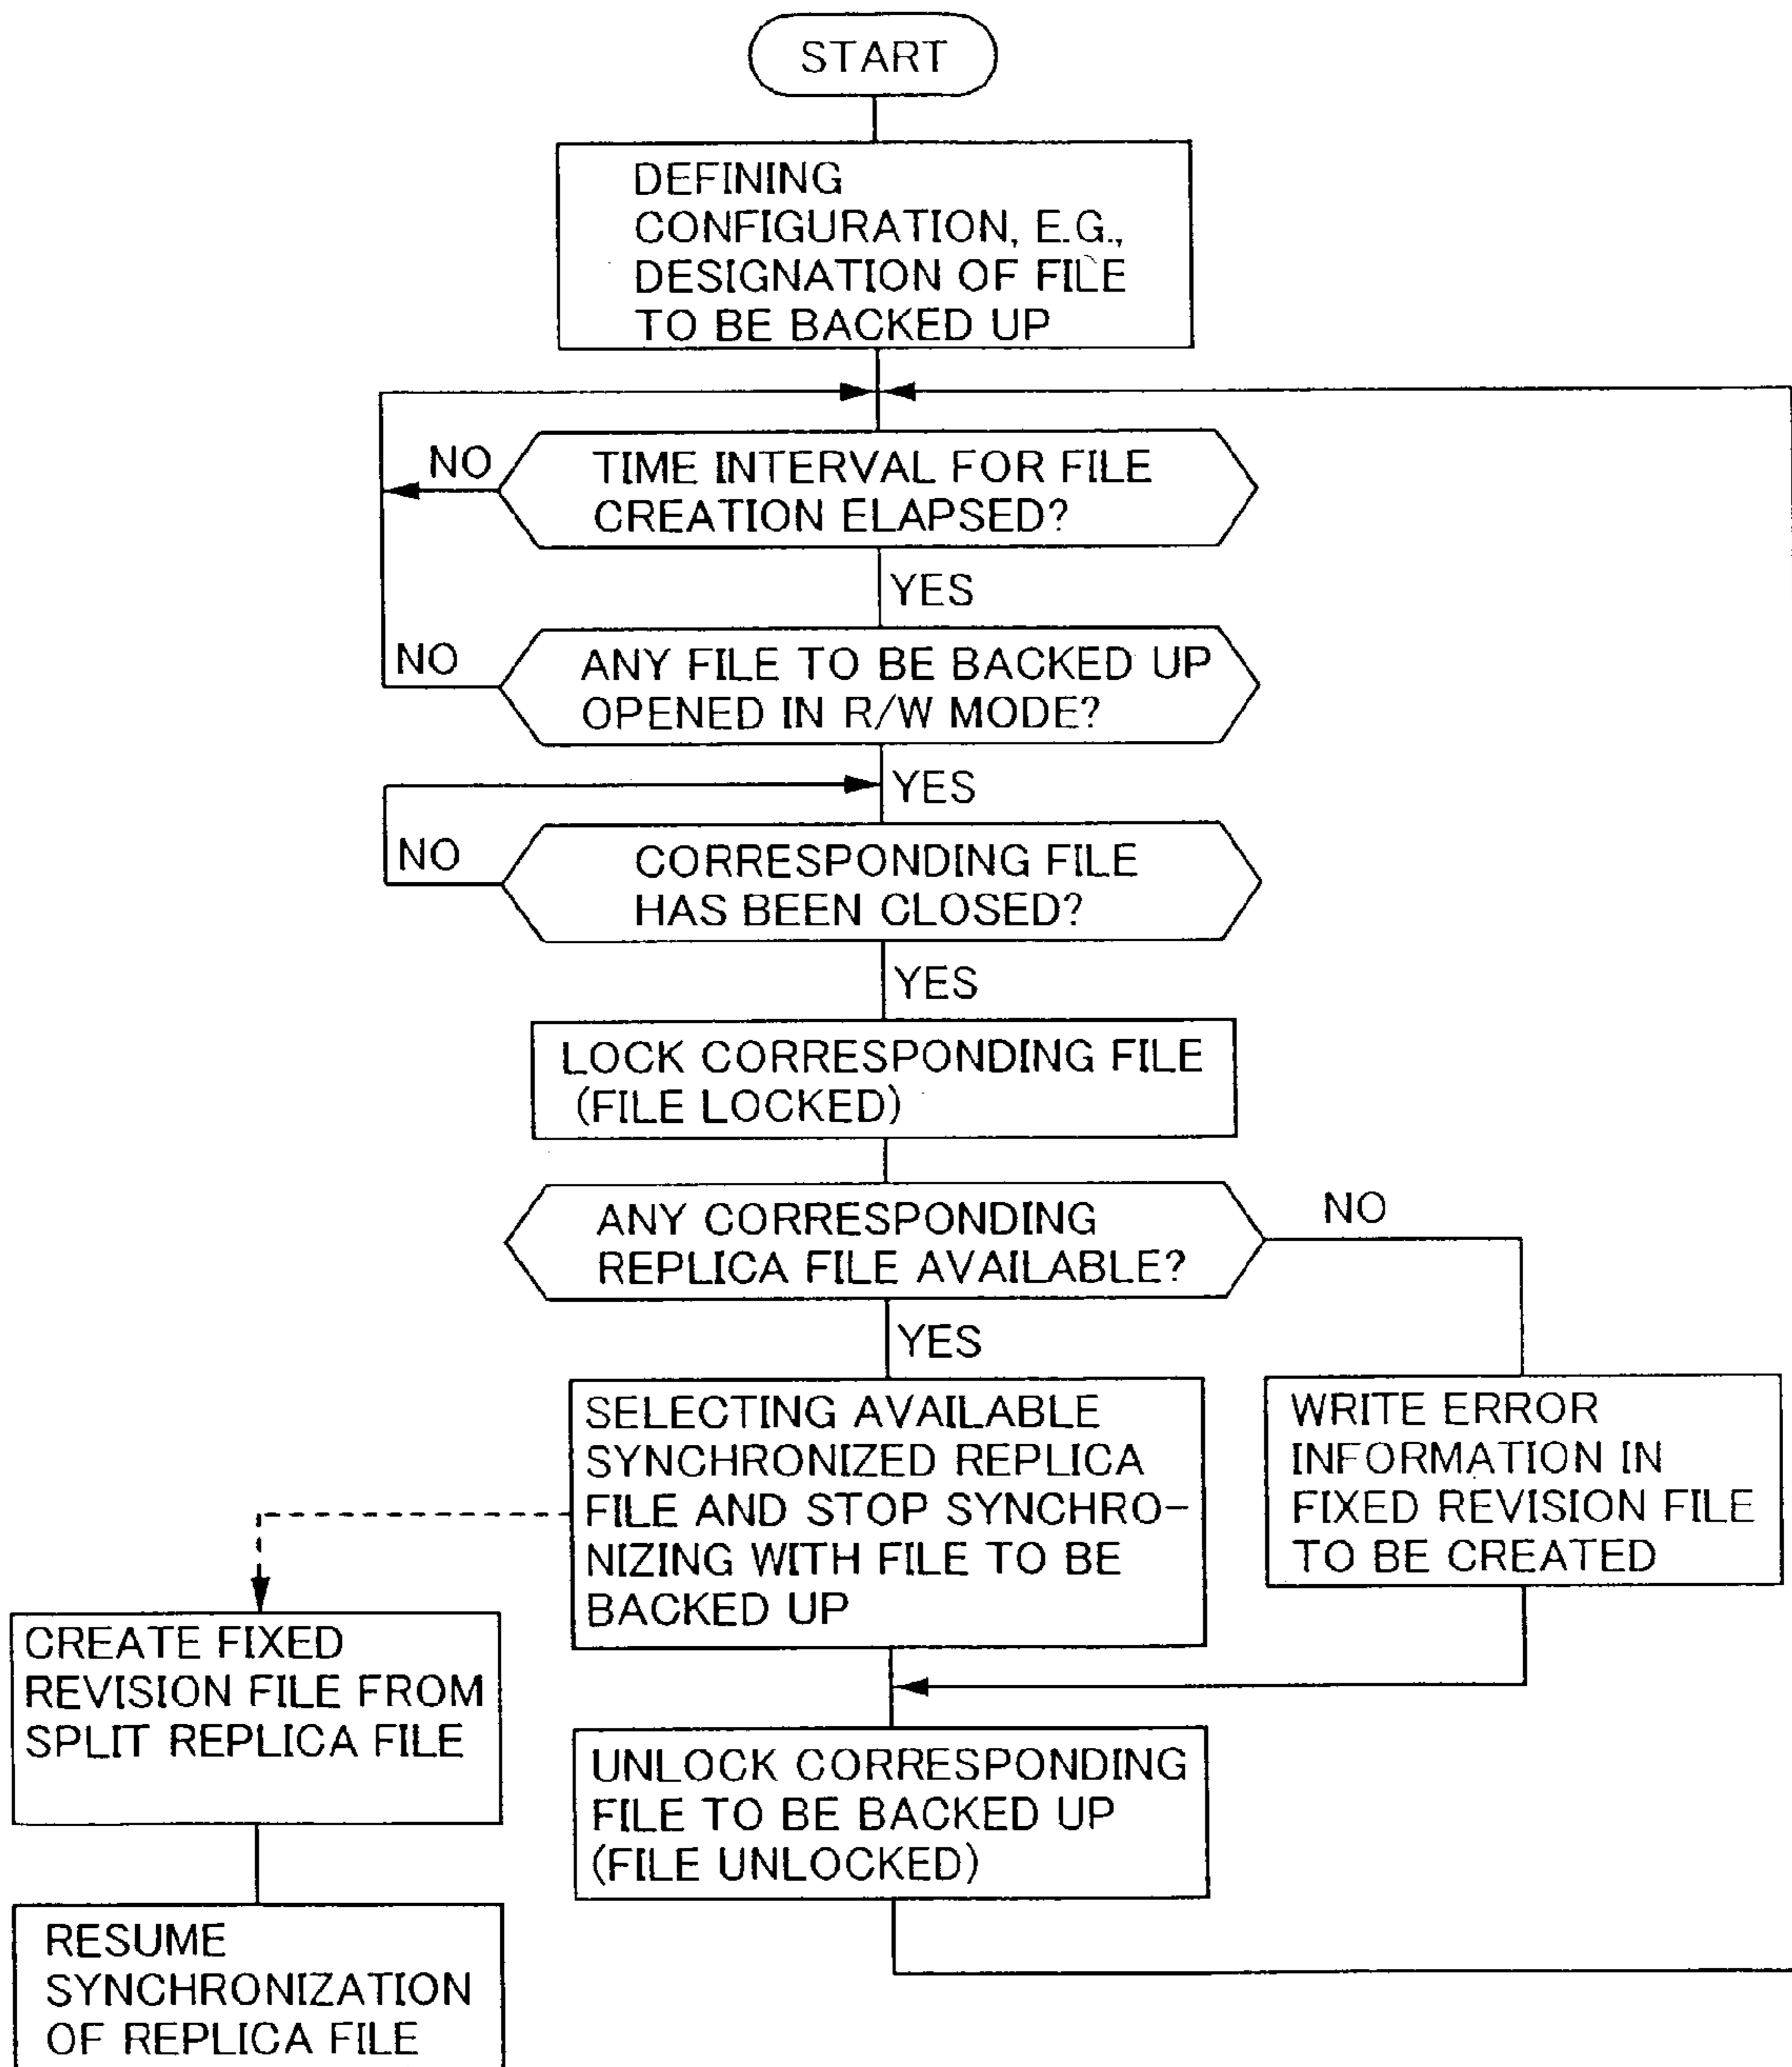 START
DEFINING
CONFIGURATION, E.G.,
DESIGNATION OF FILE
TO BE BACKED UP
NO
TIME INTERVAL FOR FILE
CREATION ELAPSED?
YES
NO
ANY FILE TO BE BACKED UP
OPENED IN R/W MODE?
YES
NO
CORRESPONDING FILE
HAS BEEN CLOSED?
YES
LOCK CORRESPONDING FILE
(FILE LOCKED)
ANY CORRESPONDING
REPLICA FILE AVAILABLE?
NO
YES
SELECTING AVAILABLE
SYNCHRONIZED REPLICA
FILE AND STOP SYNCHRO-
NIZING WITH FILE TO BE
BACKED UP
WRITE ERROR
INFORMATION IN
FIXED REVISION FILE
TO BE CREATED
CREATE FIXED
REVISION FILE FROM
SPLIT REPLICA FILE
UNLOCK CORRESPONDING
FILE TO BE BACKED UP
(FILE UNLOCKED)
RESUME
SYNCHRONIZATION
OF REPLICA FILE